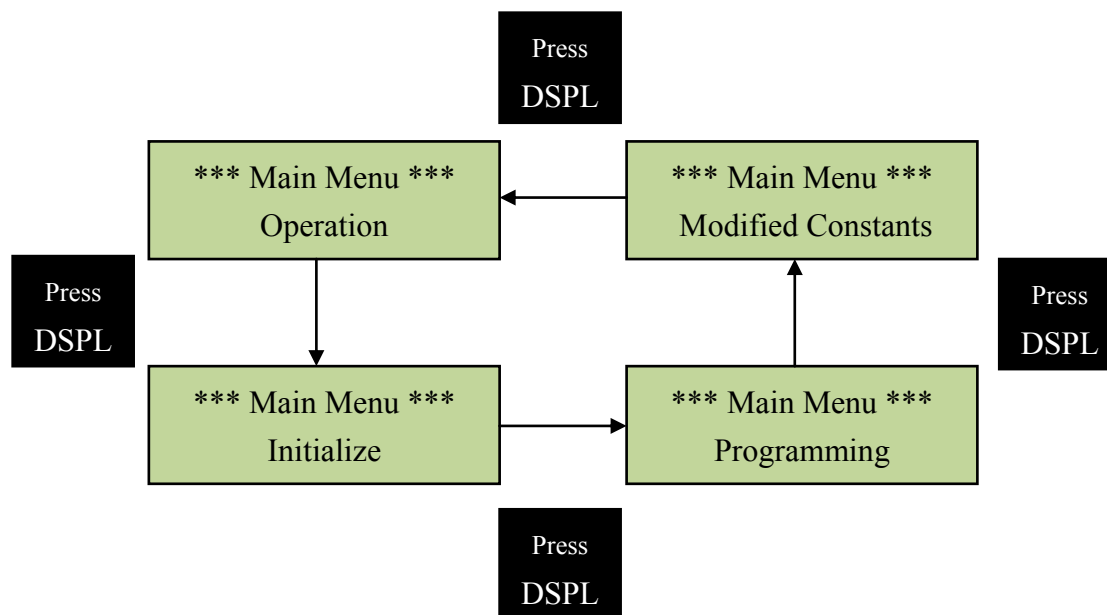 Press
DSPL
*** Main Menu ***
Operation
*** Main Menu ***
Modified Constants
Press
DSPL
Press
DSPL
*** Main Menu ***
Initialize
*** Main Menu ***
Programming
Press
DSPL